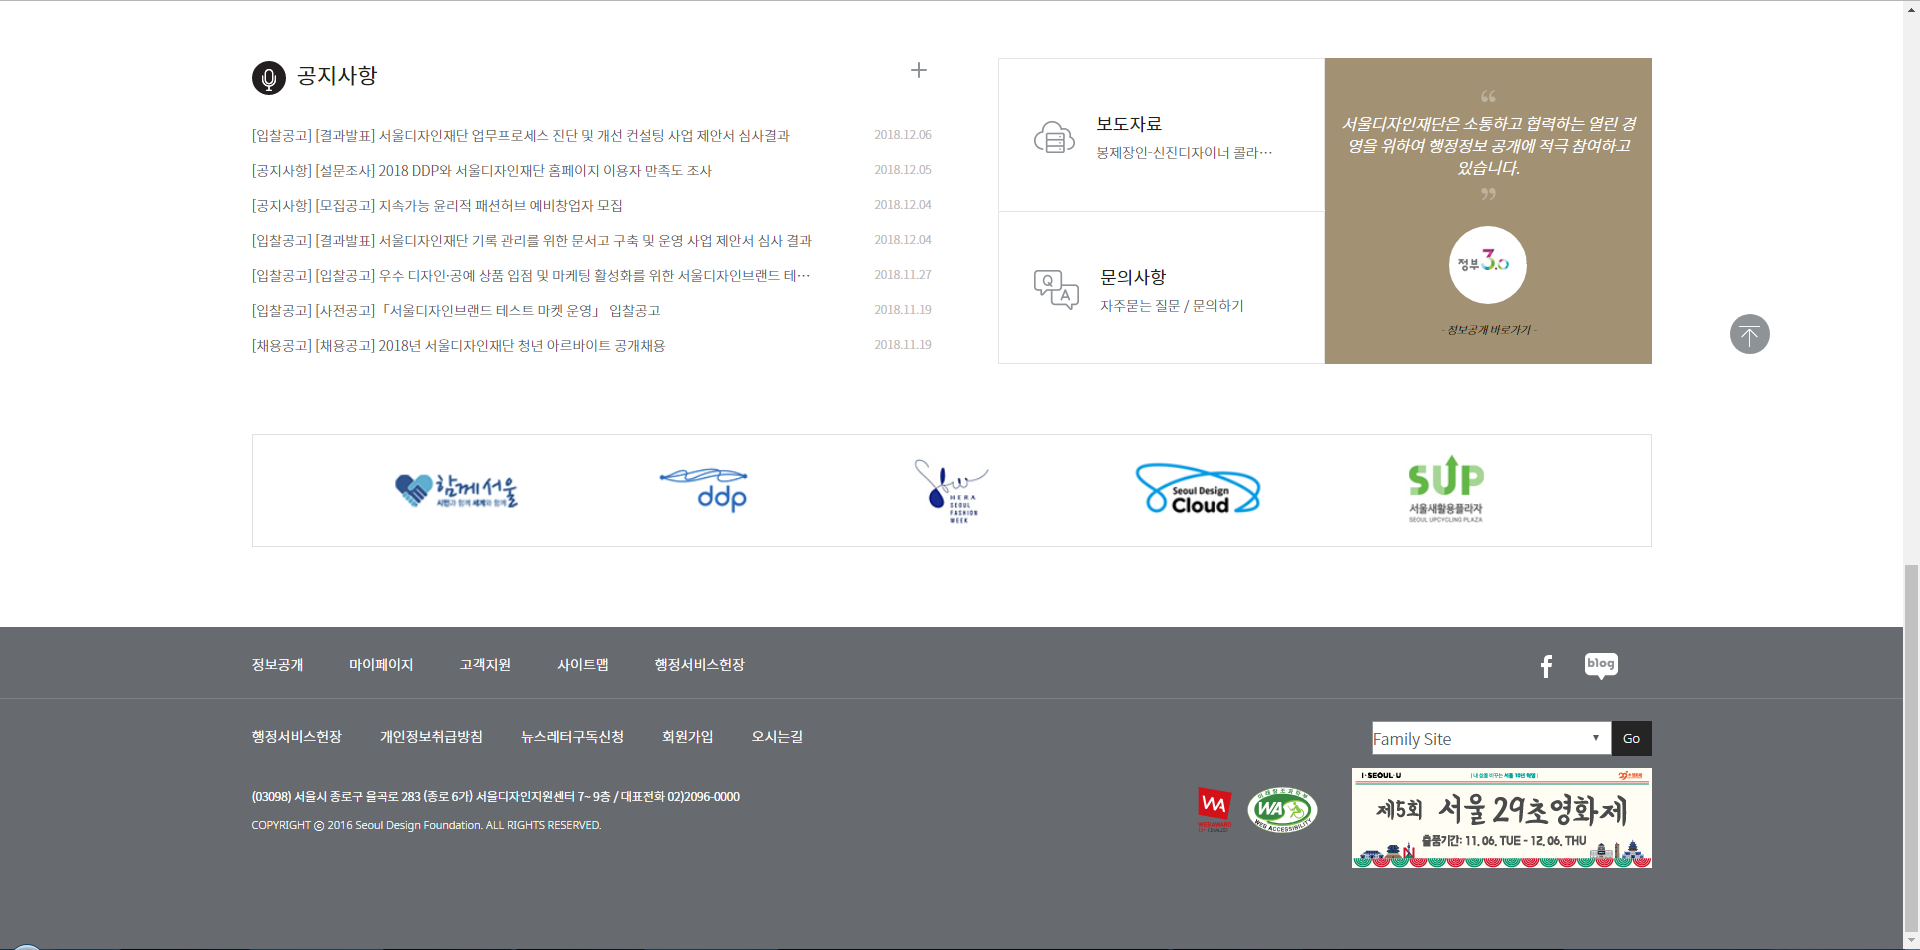 공지사항
[입찰공고] [결과발표] 서울디자인재단 업무프로세스 진단 및 개선 컨설팅 사업 제안서 심사결과 2018.12.06
[공지사항] [설문조사] 2018 DDP와 서울디자인재단 홈페이지 이용자 만족도 조사 2018.12.05
[공지사항] [모집공고] 지속가능 윤리적 패션허브 예비창업자 모집 2018.12.04
[입찰공고] [결과발표] 서울디자인재단 기록 관리를 위한 문서고 구축 및 운영 사업 제안서 심사 결과 2018.12.04
[입찰공고] [입찰공고] 우수 디자인·공예 상품 입점 및 마케팅 활성화를 위한 서울디자인브랜드 테… 2018.11.27
[입찰공고] [사전공고]「서울디자인브랜드 테스트 마켓 운영」 입찰공고 2018.11.19
[채용공고] [채용공고] 2018년 서울디자인재단 청년 아르바이트 공개채용 2018.11.19
보도자료
봉제장인-신진디자이너 콜라…
Q A
문의사항
자주묻는 질문 / 문의하기
“
서울디자인재단은 소통하고 협력하는 열린 경
영을 위하여 행정정보 공개에 적극 참여하고
있습니다.
”
정부3.0
- 정보공개 바로가기 -
함께서울
시민과 함께 세계와 함께
ddp
sfw
HERA
SEOUL
FASHION
WEEK
Seoul Design
Cloud
SUP
서울새활용플라자
SEOUL UPCYCLING PLAZA
정보공개 마이페이지 고객지원 사이트맵 행정서비스헌장
blog
행정서비스헌장 개인정보취급방침 뉴스레터구독신청 회원가입 오시는길
Family Site Go
(03098) 서울시 종로구 율곡로 283 (종로 6가) 서울디자인지원센터 7~ 9층 / 대표전화 02)2096-0000
COPYRIGHT ⓒ 2016 Seoul Design Foundation. ALL RIGHTS RESERVED.
WA
WEBAWARD
미래창조과학부
WA
WEB ACCESSIBILITY
I·SEOUL·U
내 삶을 바꾸는 서울 10년 혁명
제5회 서울 29초영화제
출품기간: 11. 06. TUE - 12. 06. THU